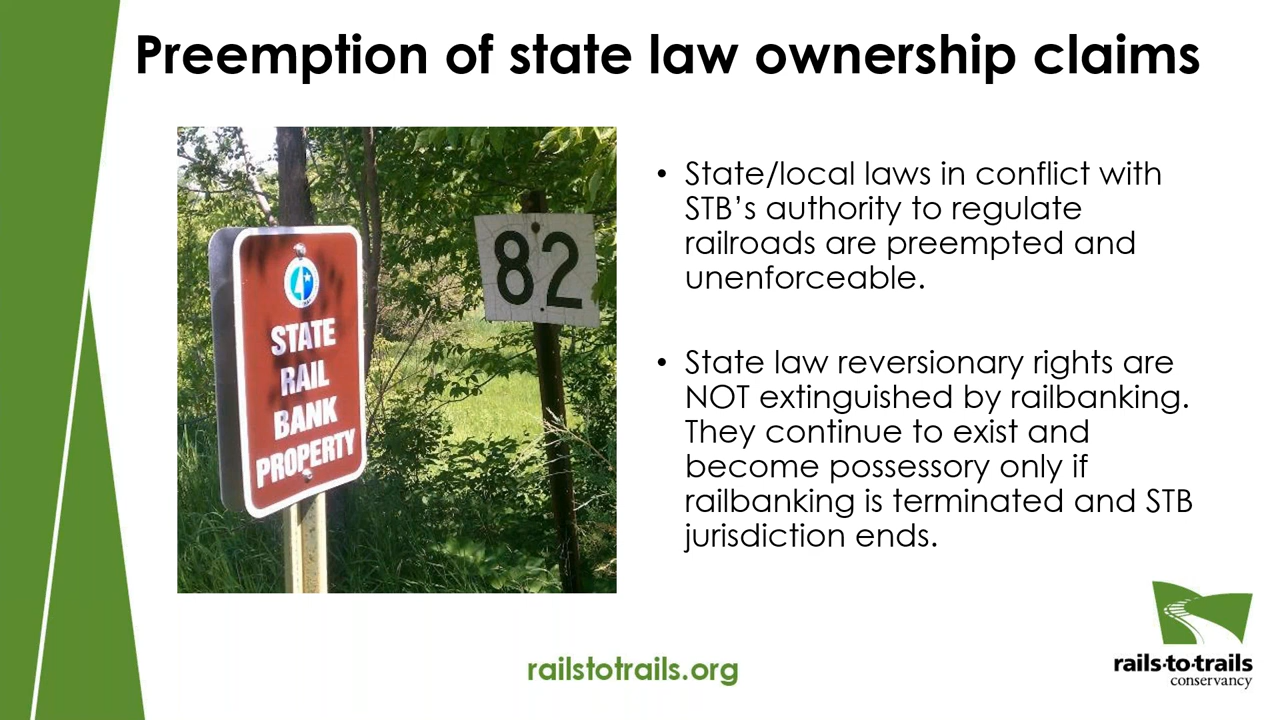 Preemption of state law ownership claims
STATE
RAIL
BANK
PROPERTY
82
• State/local laws in conflict with
STB's authority to regulate
railroads are preempted and
unenforceable.
• State law reversionary rights are
NOT extinguished by railbanking.
They continue to exist and
become possessory only if
railbanking is terminated and STB
jurisdiction ends.
railstotrails.org
rails·to·trails
conservancy